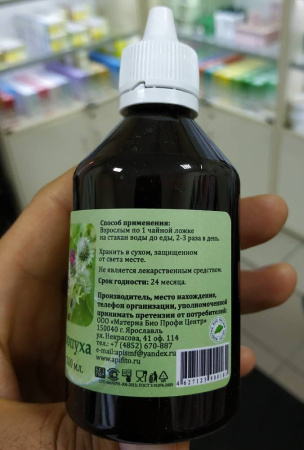 Способ применения:
Взрослым по 1 чайной ложке
на стакан воды до еды, 2-3 раза в день.
Хранить в сухом, защищенном
от света месте.
Не является лекарственным средством.
Срок годности: 24 месяца.
Производитель, место нахождение,
телефон организации, уполномоченной
принимать претензии от потребителей:
ООО «Матерна Био Профи Центр»
150040 г. Ярославль
ул. Некрасова, 41 оф. 114
тел.: +7 (4852) 670-887
e-mail:apismf@yandex.ru
www.apifito.ru
мл.